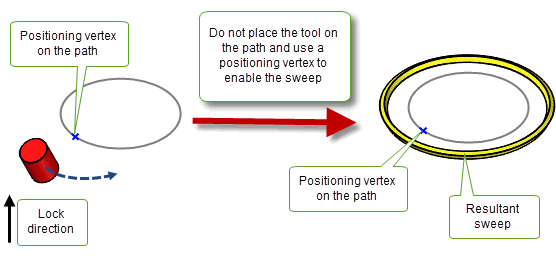 Positioning vertex
on the path
Do not place the tool on
the path and use a
positioning vertex to
enable the sweep
Lock
direction
Positioning vertex
on the path
Resultant
sweep